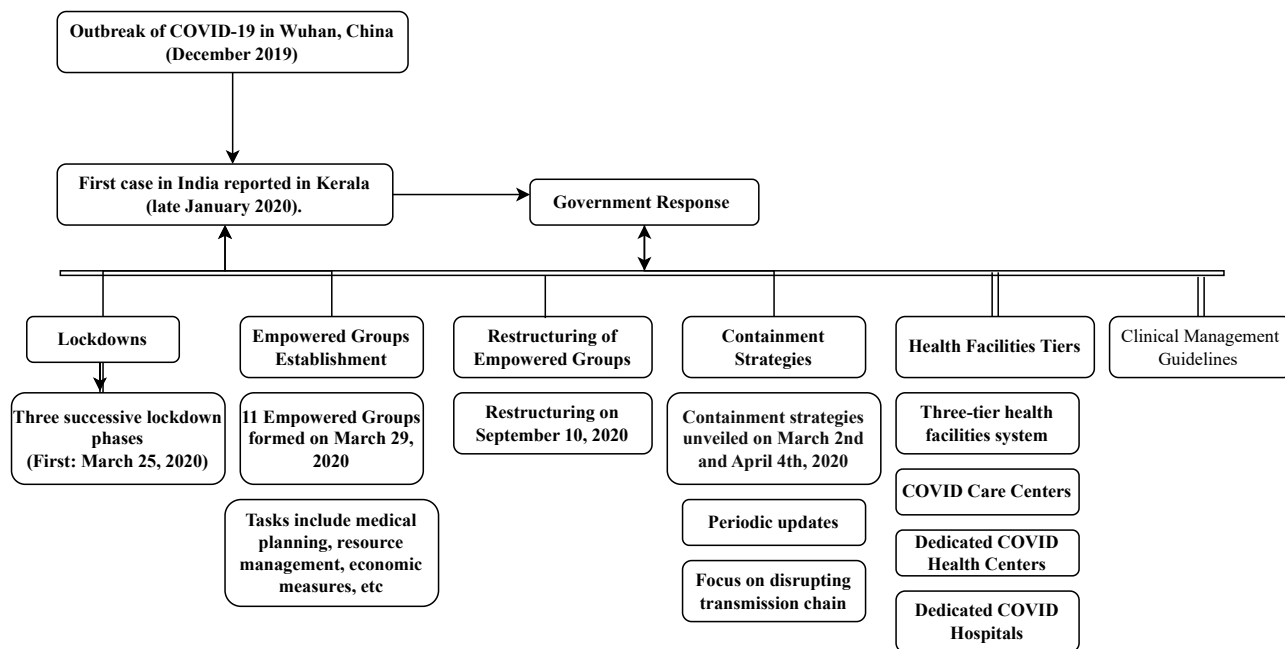 Outbreak of COVID-19 in Wuhan, China
(December 2019)
First case in India reported in Kerala
(late January 2020).
Government Response
Lockdowns
Three successive lockdown
phases
(First: March 25, 2020)
Empowered Groups
Establishment
11 Empowered Groups
formed on March 29,
2020
Tasks include medical
planning, resource
management, economic
measures, etc
Restructuring of
Empowered Groups
Restructuring on
September 10, 2020
Containment
Strategies
Containment strategies
unveiled on March 2nd
and April 4th, 2020
Periodic updates
Focus on disrupting
transmission chain
Health Facilities Tiers
Three-tier health
facilities system
COVID Care Centers
Dedicated COVID
Health Centers
Dedicated COVID
Hospitals
Clinical Management
Guidelines